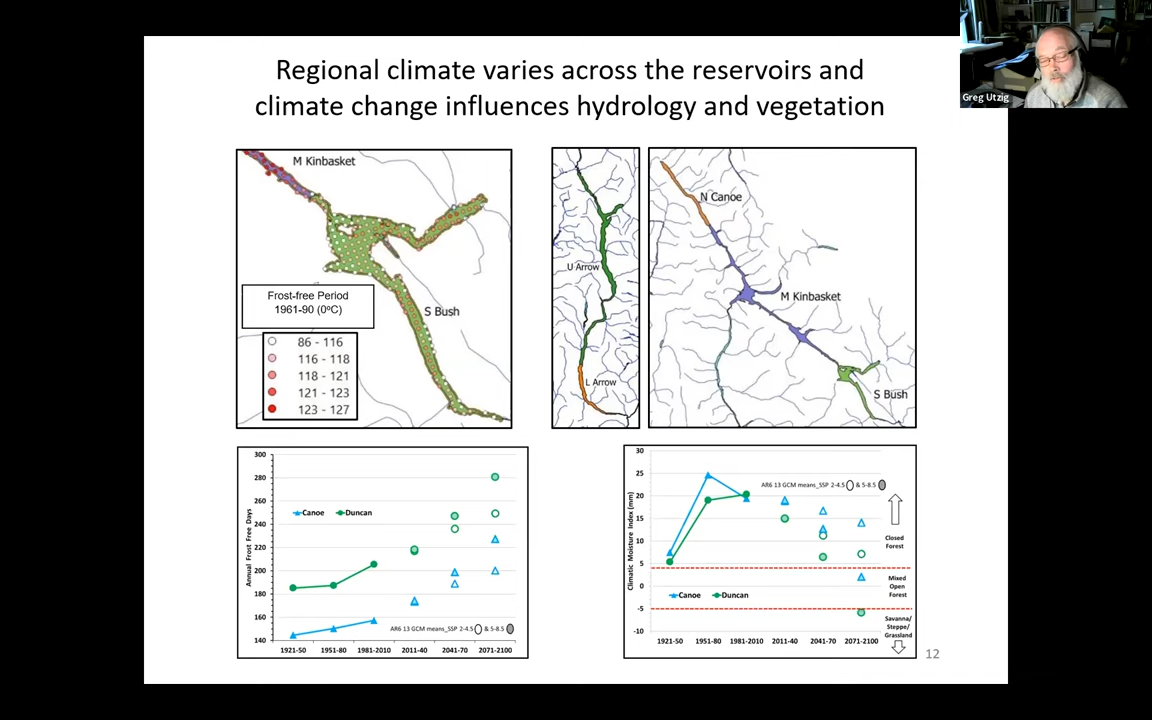 Regional climate varies across the reservoirs and
climate change influences hydrology and vegetation
Greg Utzig
M Kinbasket
S Bush
Frost-free Period
1961-90 (0ºC)
86 - 116
116 - 118
118 - 121
121 - 123
123 - 127
U Arrow
L Arrow
N Canoe
M Kinbasket
S Bush
Annual Frost Free Days
300
280
260
240
220
200
180
160
140
Canoe
Duncan
AR6 13 GCM means_SSP 2-4.5 & 5-8.5
1921-50 1951-80 1981-2010 2011-40 2041-70 2071-2100
Climatic Moisture Index (mm)
30
25
20
15
10
5
0
-5
-10
AR6 13 GCM means_SSP 2-4.5 & 5-8.5
Canoe
Duncan
Closed
Forest
Mixed
Open
Forest
Savanna/
Steppe/
Grassland
1921-50 1951-80 1981-2010 2011-40 2041-70 2071-2100
12